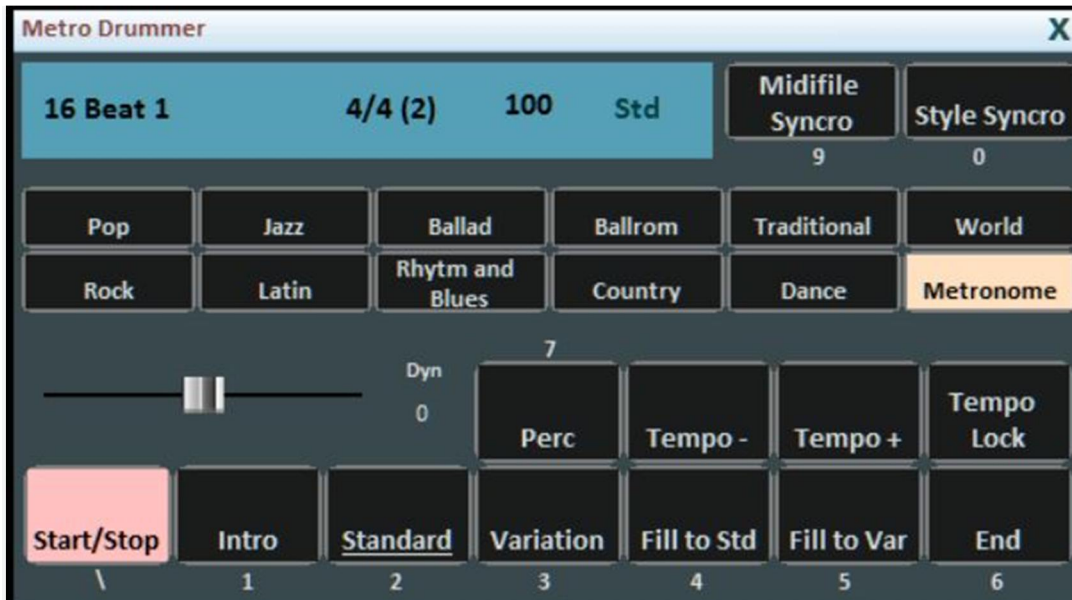 Metro Drummer X
16 Beat 1 4/4 (2) 100 Std
Midifile
Syncro
Style Syncro
9 0
Pop Jazz Ballad Ballrom Traditional World
Rock Latin Rhytm and
Blues Country Dance Metronome
7
Dyn
0
Perc Tempo - Tempo + Tempo
Lock
Start/Stop Intro Standard Variation Fill to Std Fill to Var End
\ 1 2 3 4 5 6